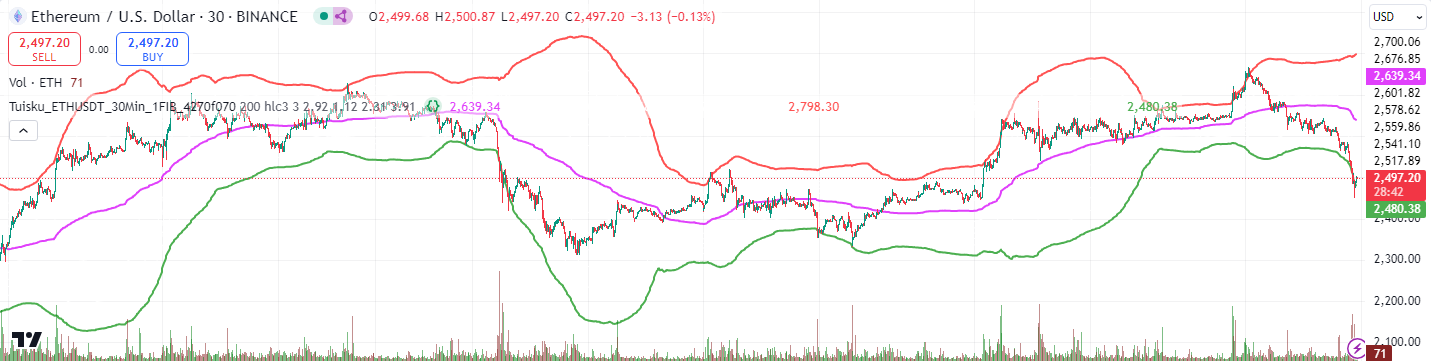 Ethereum / U.S. Dollar · 30 · BINANCE O2,499.68 H2,500.87 L2,497.20 C2,497.20 −3.13 (−0.13%)
USD
2,497.20 0.00 2,497.20
SELL BUY
Vol · ETH 71
Tuisku_ETHUSDT_30Min_1FIB_4270f070 200 hlc3 3 2.92 1.12 2.31 3.91 2,639.34 2,798.30 2,480.38
2,700.06
2,676.85
2,639.34
2,601.82
2,578.62
2,559.86
2,541.10
2,517.89
2,497.20
28:42
2,480.38
2,400.00
2,300.00
2,200.00
2,100.00
71